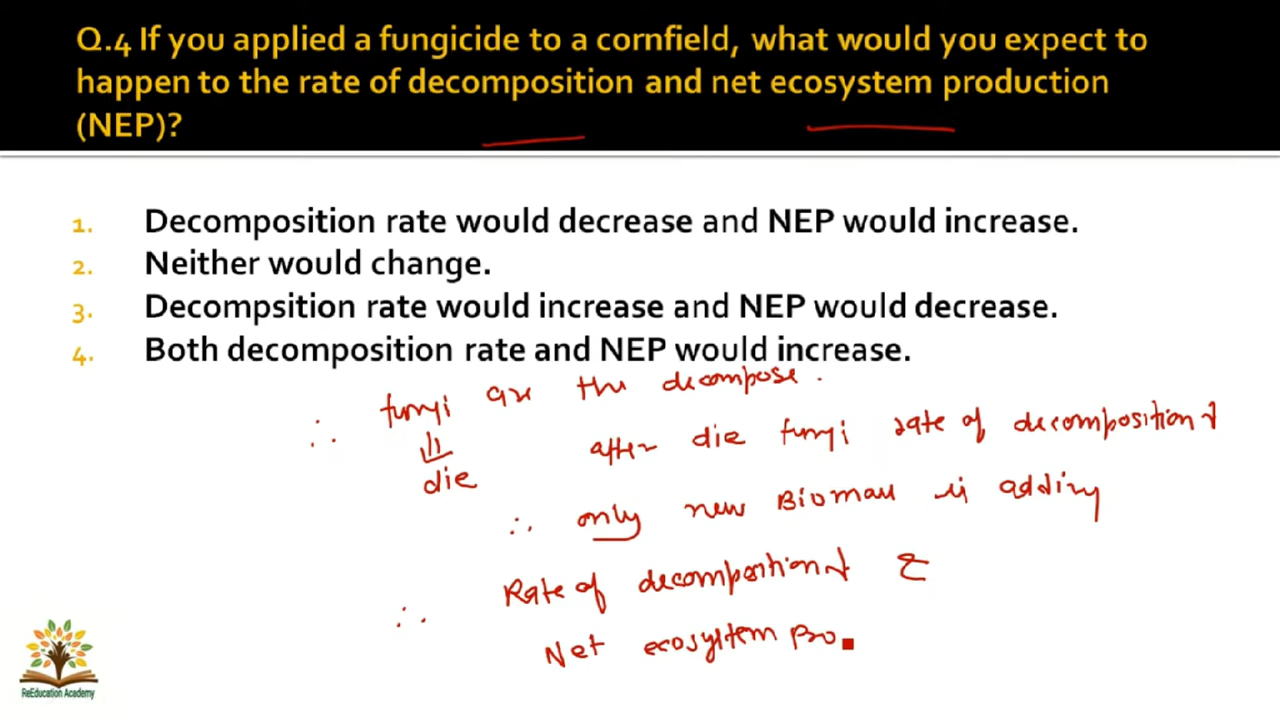 Q.4 If you applied a fungicide to a cornfield, what would you expect to
happen to the rate of decomposition and net ecosystem production
(NEP)?
1. Decomposition rate would decrease and NEP would increase.
2. Neither would change.
3. Decompsition rate would increase and NEP would decrease.
4. Both decomposition rate and NEP would increase.
∴ fungi are the decompose.
⇓ after die fungi rate of decomposition ↓
die
∴ only new Biomass is adding
∴ Rate of decomposition ↓ &
Net ecosystem pro
ReEducation Academy